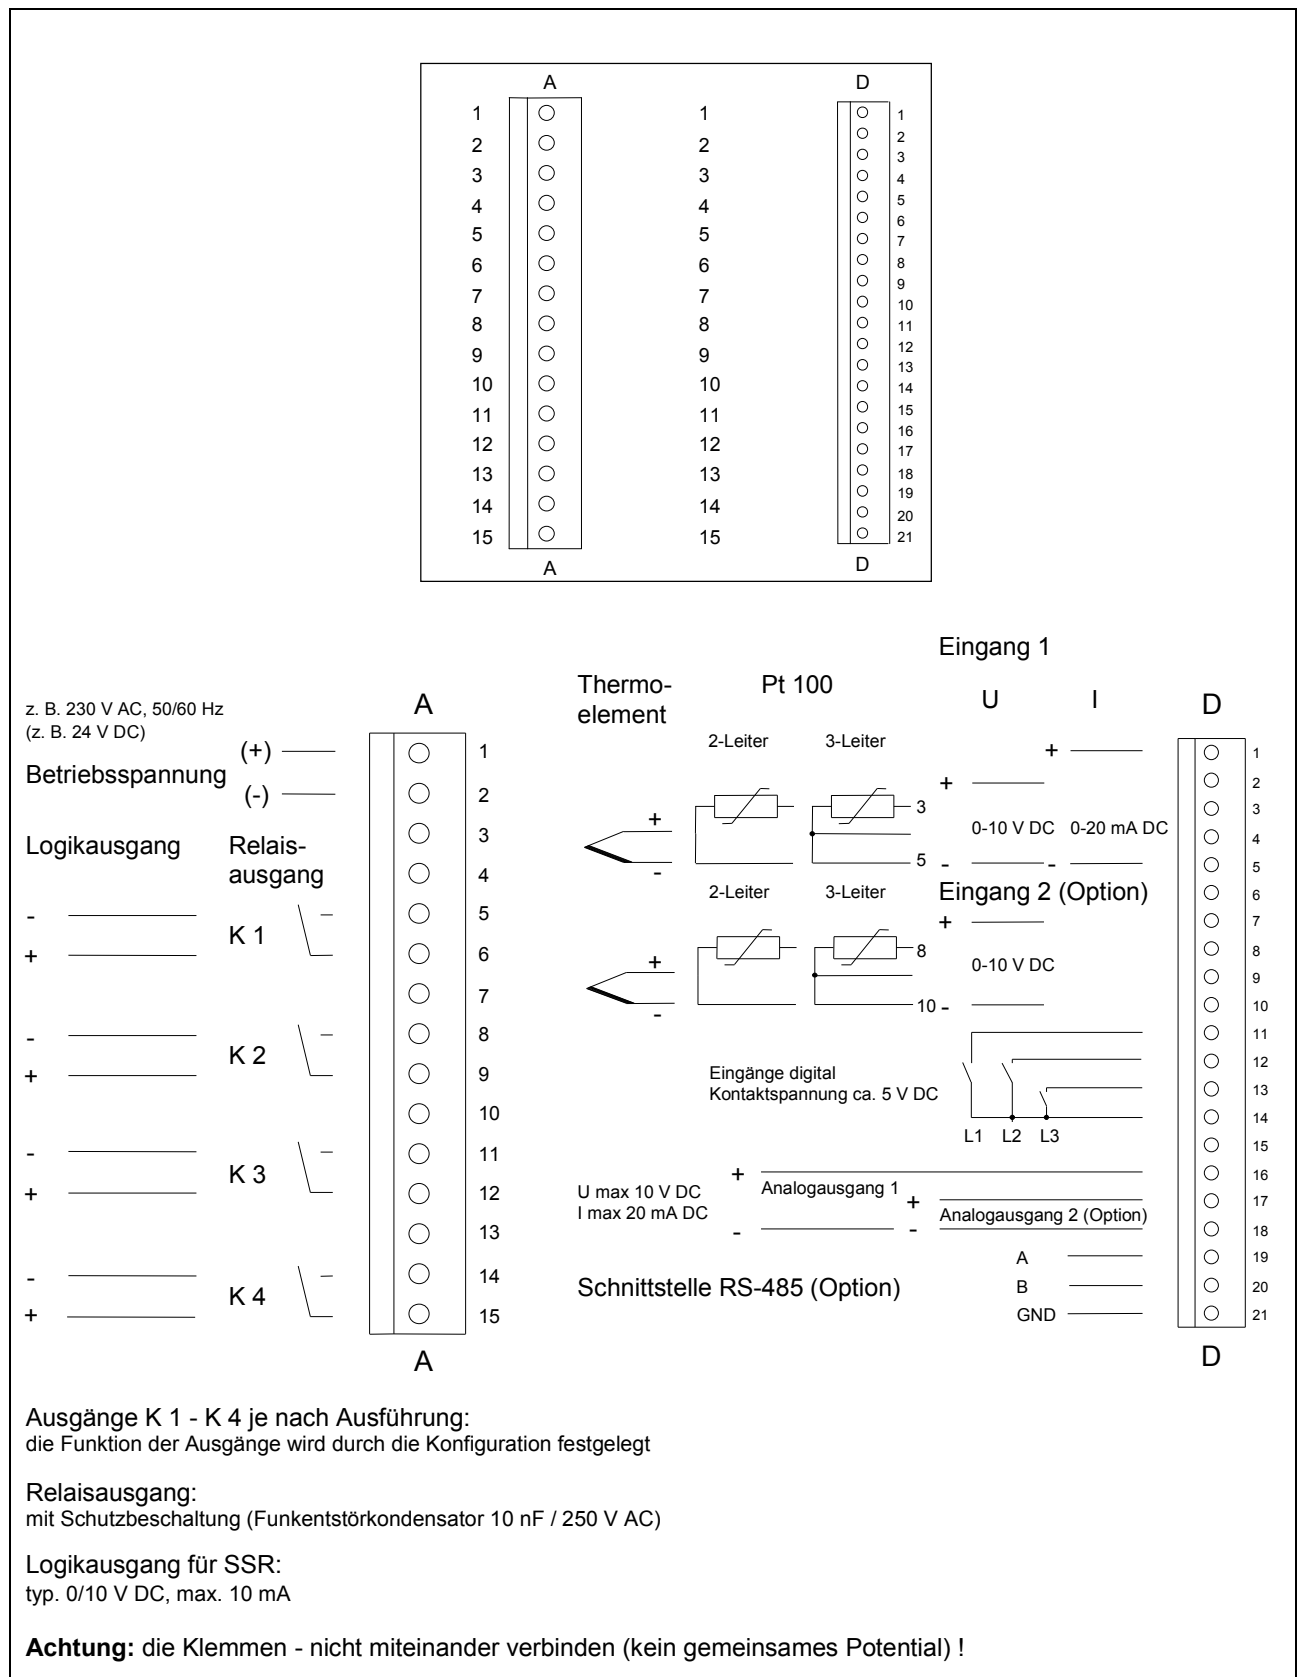 A D
1 1 1
2 2 2
3 3 3
4 4 4
5 5 5
6 6 6
7 7 7
8 8 8
9 9 9
10 10 10
11 11 11
12 12 12
13 13 13
14 14 14
15 15 15
16
17
18
19
20
21
A D
z. B. 230 V AC, 50/60 Hz
(z. B. 24 V DC)
Betriebsspannung
(+)
(-)
Logikausgang
Relais-
ausgang
- K 1
+
- K 2
+
- K 3
+
- K 4
+
A
1
2
3
4
5
6
7
8
9
10
11
12
13
14
15
A
Thermo-
element
+
-
+
-
Pt 100
2-Leiter 3-Leiter
3
5
2-Leiter 3-Leiter
8
10
Eingang 1
U I
+
+
0-10 V DC 0-20 mA DC
- -
Eingang 2 (Option)
+
0-10 V DC
-
Eingänge digital
Kontaktspannung ca. 5 V DC
L1 L2 L3
U max 10 V DC
I max 20 mA DC
+
Analogausgang 1
-
+
Analogausgang 2 (Option)
-
Schnittstelle RS-485 (Option)
A
B
GND
D
1
2
3
4
5
6
7
8
9
10
11
12
13
14
15
16
17
18
19
20
21
D
Ausgänge K 1 - K 4 je nach Ausführung:
die Funktion der Ausgänge wird durch die Konfiguration festgelegt
Relaisausgang:
mit Schutzbeschaltung (Funkentstörkondensator 10 nF / 250 V AC)
Logikausgang für SSR:
typ. 0/10 V DC, max. 10 mA
Achtung: die Klemmen - nicht miteinander verbinden (kein gemeinsames Potential) !